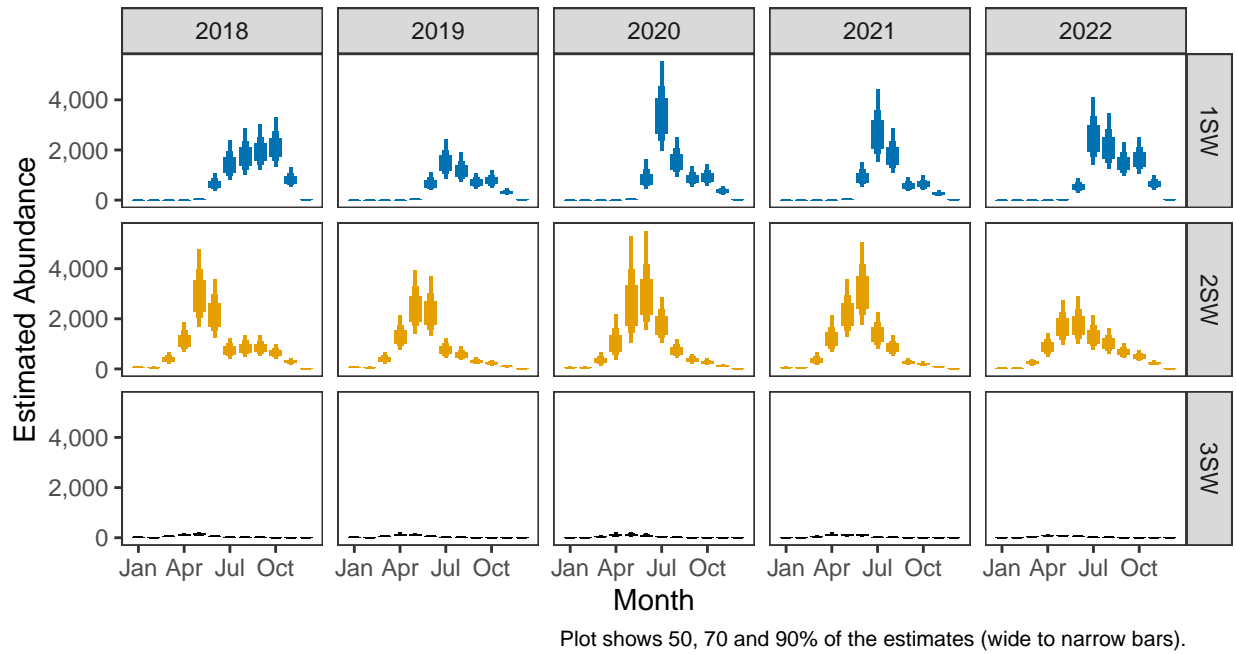 2018 2019 2020 2021 2022
Estimated Abundance
4,000
2,000
0
1SW
4,000
2,000
0
2SW
4,000
2,000
0
3SW
Jan Apr Jul Oct Jan Apr Jul Oct Jan Apr Jul Oct Jan Apr Jul Oct Jan Apr Jul Oct
Month
Plot shows 50, 70 and 90% of the estimates (wide to narrow bars).